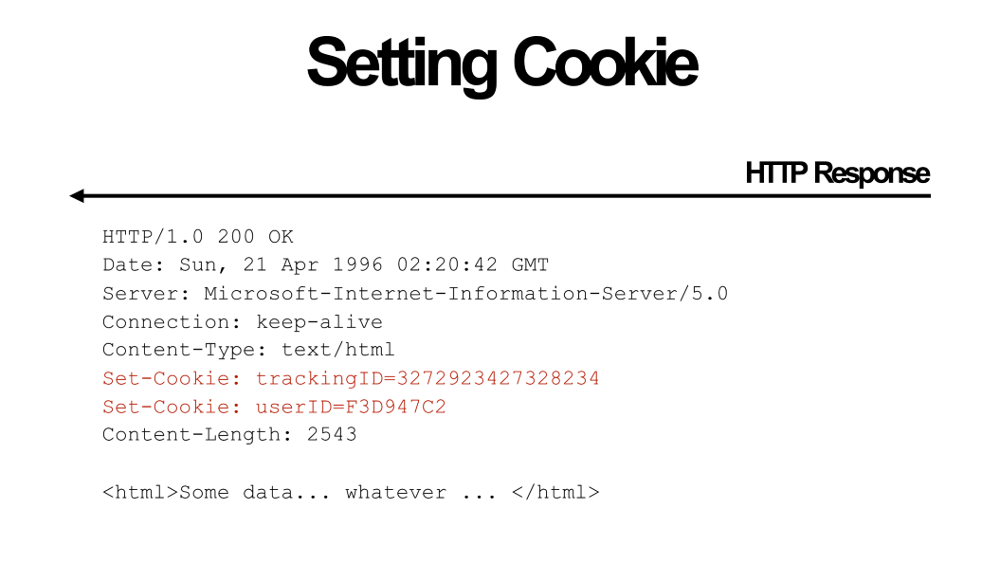 Setting Cookie
HTTP Response
HTTP/1.0 200 OK
Date: Sun, 21 Apr 1996 02:20:42 GMT
Server: Microsoft-Internet-Information-Server/5.0
Connection: keep-alive
Content-Type: text/html
Set-Cookie: trackingID=3272923427328234
Set-Cookie: userID=F3D947C2
Content-Length: 2543
<html>Some data... whatever ... </html>